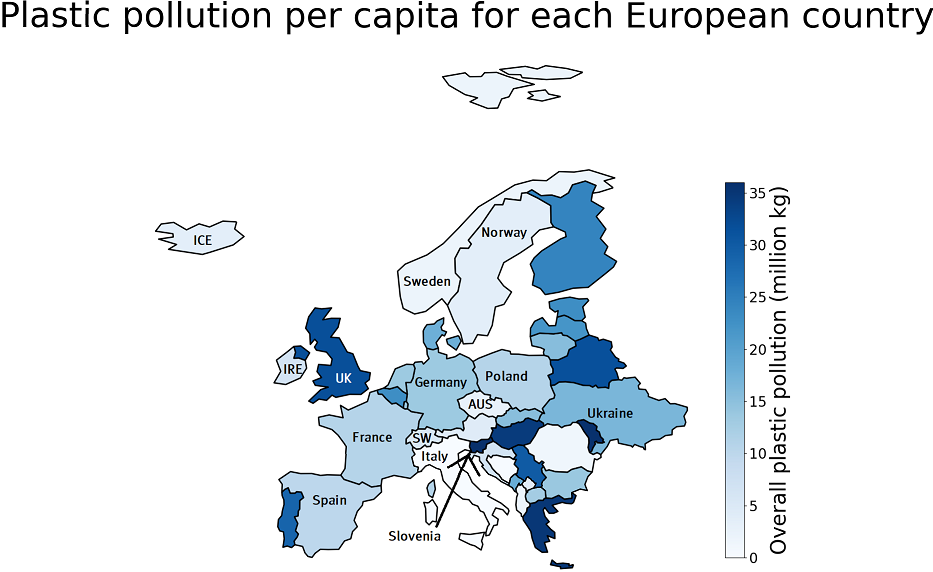 Plastic pollution per capita for each European country
ICE
Norway
Sweden
IRE
UK
Germany
Poland
AUS
Ukraine
France
SW
Italy
Spain
Slovenia
35
30
25
20
15
10
5
0
Overall plastic pollution (million kg)